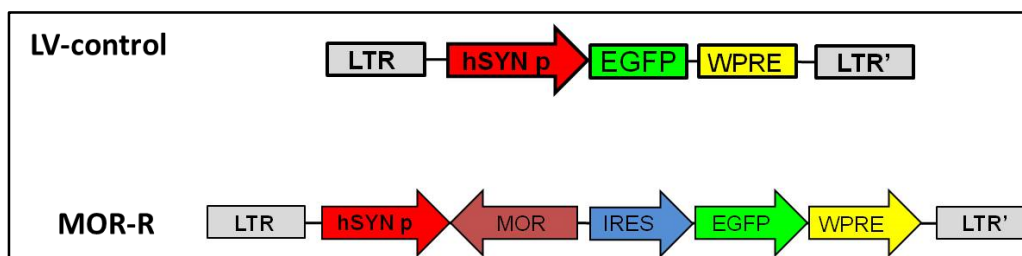 LV-control
LTR hSYN p EGFP WPRE LTR'
MOR-R LTR hSYN p MOR IRES EGFP WPRE LTR'